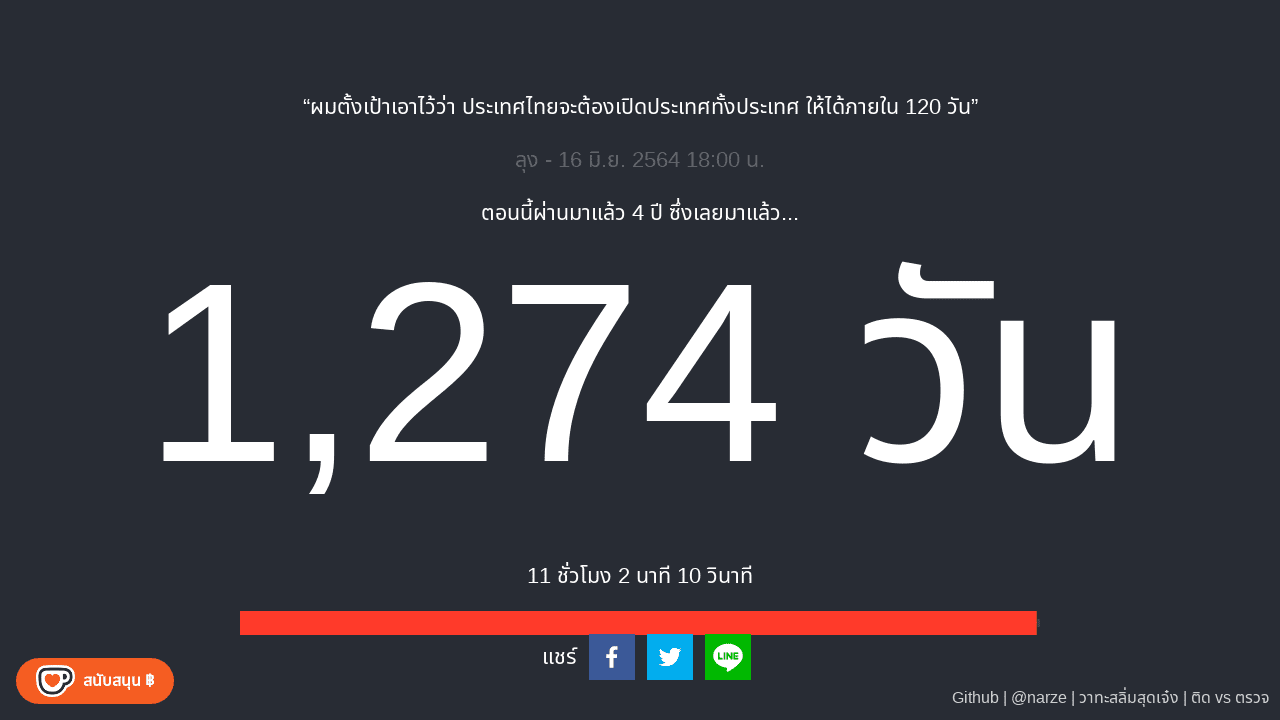 “ผมตั้งเป้าเอาไว้ว่า ประเทศไทยจะต้องเปิดประเทศทั้งประเทศ ให้ได้ภายใน 120 วัน”
ลุง - 16 มิ.ย. 2564 18:00 น.
ตอนนี้ผ่านมาแล้ว 4 ปี ซึ่งเลยมาแล้ว...
1,274 วัน
11 ชั่วโมง 2 นาที 10 วินาที
แชร์
LINE
สนับสนุน ฿
Github | @narze | วาทะสลิ่มสุดเจ๋ง | ติด vs ตรวจ